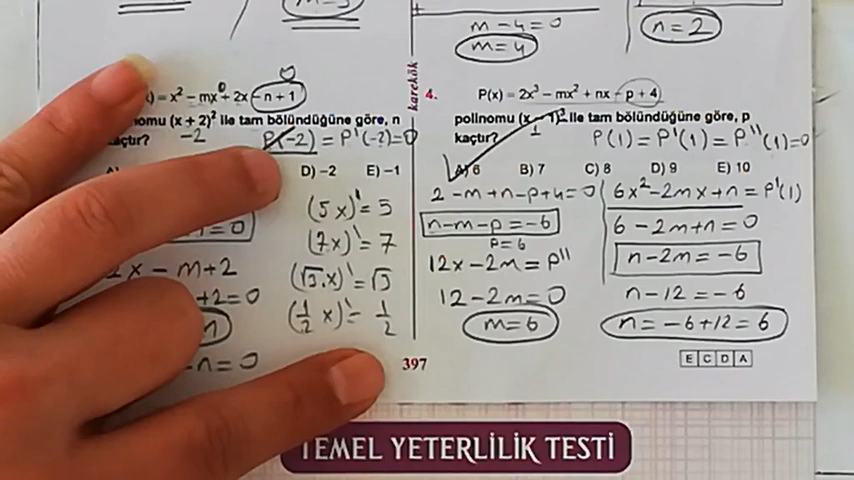 m - 4 = 0
m = 4
n = 2
) = x² - mx + 2x - n + 1
0
0
nomu (x + 2)² ile tam bölündüğüne göre, n
kaçtır?
-2
P(-2) = P'(-2) = 0
D) -2 E) -1
(5x)' = 5
(7x)' = 7
x - m + 2
(√3.x)' = √3
+2 = 0
(1/2 x)' = 1/2
-n = 0
karekök
4.
P(x) = 2x³ - mx² + nx - p + 4
polinomu (x - 1)³ ile tam bölündüğüne göre, p
kaçtır?
1
P(1) = P'(1) = P''(1) = 0
A) 6 B) 7 C) 8 D) 9 E) 10
2 - m + n - p + 4 = 0
n - m - p = -6
p = 6
12x - 2m = P''
12 - 2m = 0
m = 6
6x² - 2mx + n = P'(1)
6 - 2m + n = 0
n - 2m = -6
n - 12 = -6
n = -6 + 12 = 6
397
E C D A
TEMEL YETERLİLİK TESTİ